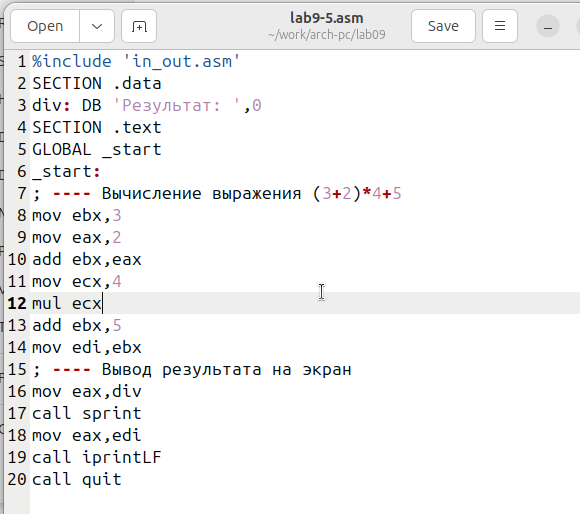 Open
lab9-5.asm
~/work/arch-pc/lab09
Save
1 %include 'in_out.asm'
2 SECTION .data
3 div: DB 'Результат: ',0
4 SECTION .text
5 GLOBAL _start
6 _start:
7 ; ---- Вычисление выражения (3+2)*4+5
8 mov ebx,3
9 mov eax,2
10 add ebx,eax
11 mov ecx,4
12 mul ecx
13 add ebx,5
14 mov edi,ebx
15 ; ---- Вывод результата на экран
16 mov eax,div
17 call sprint
18 mov eax,edi
19 call iprintLF
20 call quit